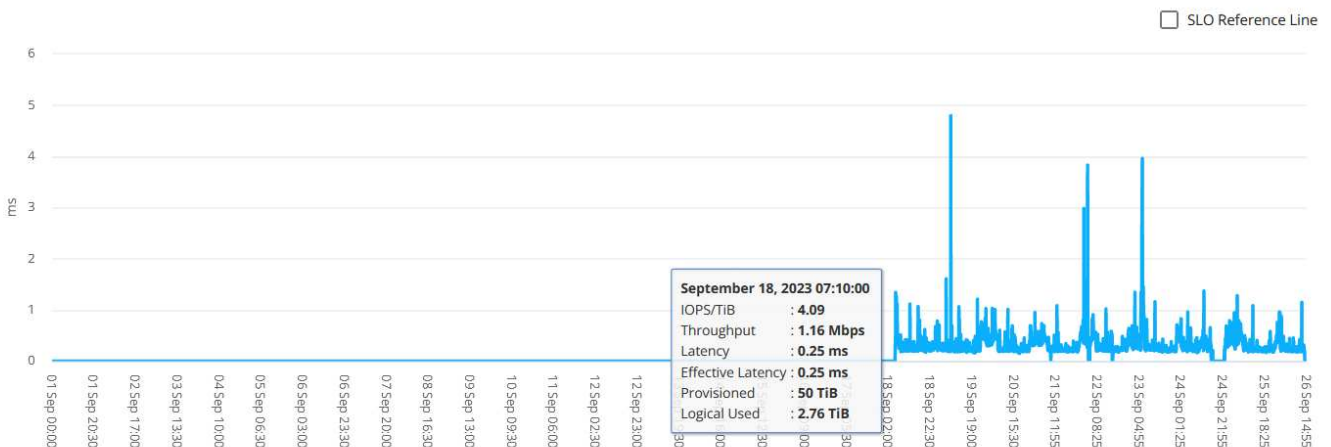 SLO Reference Line
6
5
4
3
2
1
0
ms
September 18, 2023 07:10:00
IOPS/TiB : 4.09
Throughput : 1.16 Mbps
Latency : 0.25 ms
Effective Latency : 0.25 ms
Provisioned : 50 TiB
Logical Used : 2.76 TiB
01 Sep 00:00
01 Sep 20:30
02 Sep 17:00
03 Sep 13:30
04 Sep 10:00
05 Sep 06:30
06 Sep 03:00
06 Sep 23:30
07 Sep 20:00
08 Sep 16:30
09 Sep 13:00
10 Sep 09:30
11 Sep 06:00
12 Sep 02:30
12 Sep 23:00
18 Sep 02:00
18 Sep 22:30
19 Sep 19:00
20 Sep 15:30
21 Sep 11:55
22 Sep 08:25
23 Sep 04:55
24 Sep 01:25
24 Sep 21:55
25 Sep 18:25
26 Sep 14:55